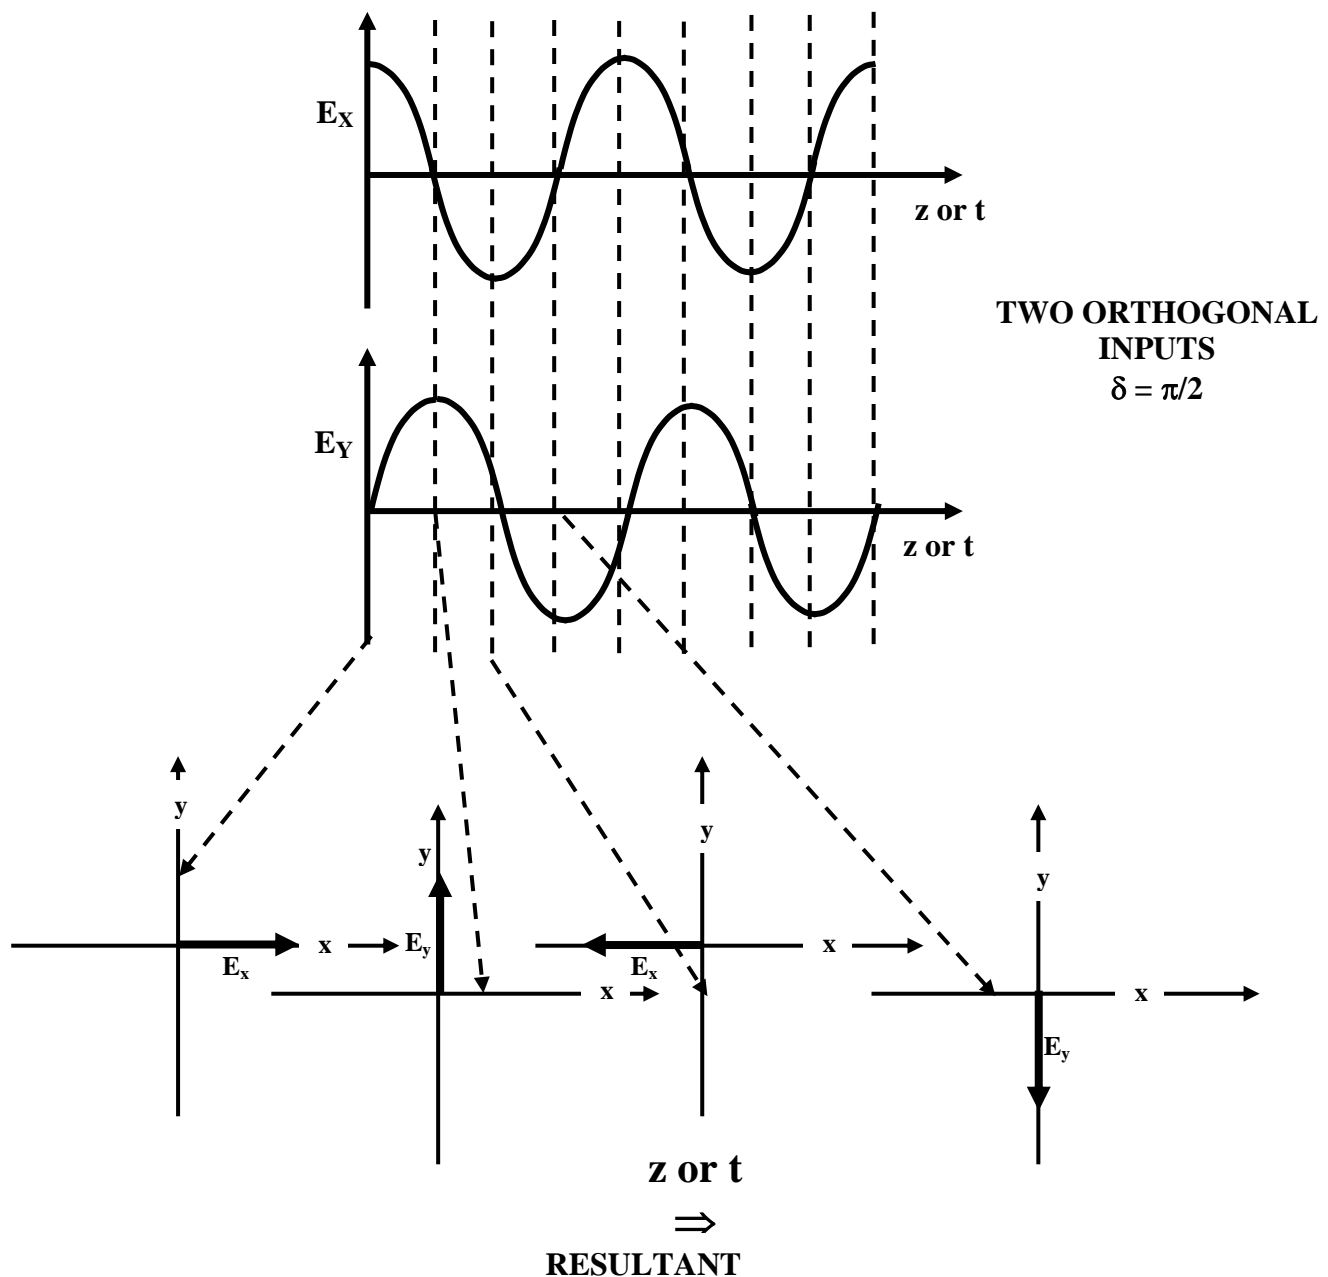 E_X
z or t
TWO ORTHOGONAL
INPUTS
δ = π/2
E_Y
z or t
y
y
y
y
E_x
x
E_y
x
E_x
x
x
E_y
z or t
⇒
RESULTANT